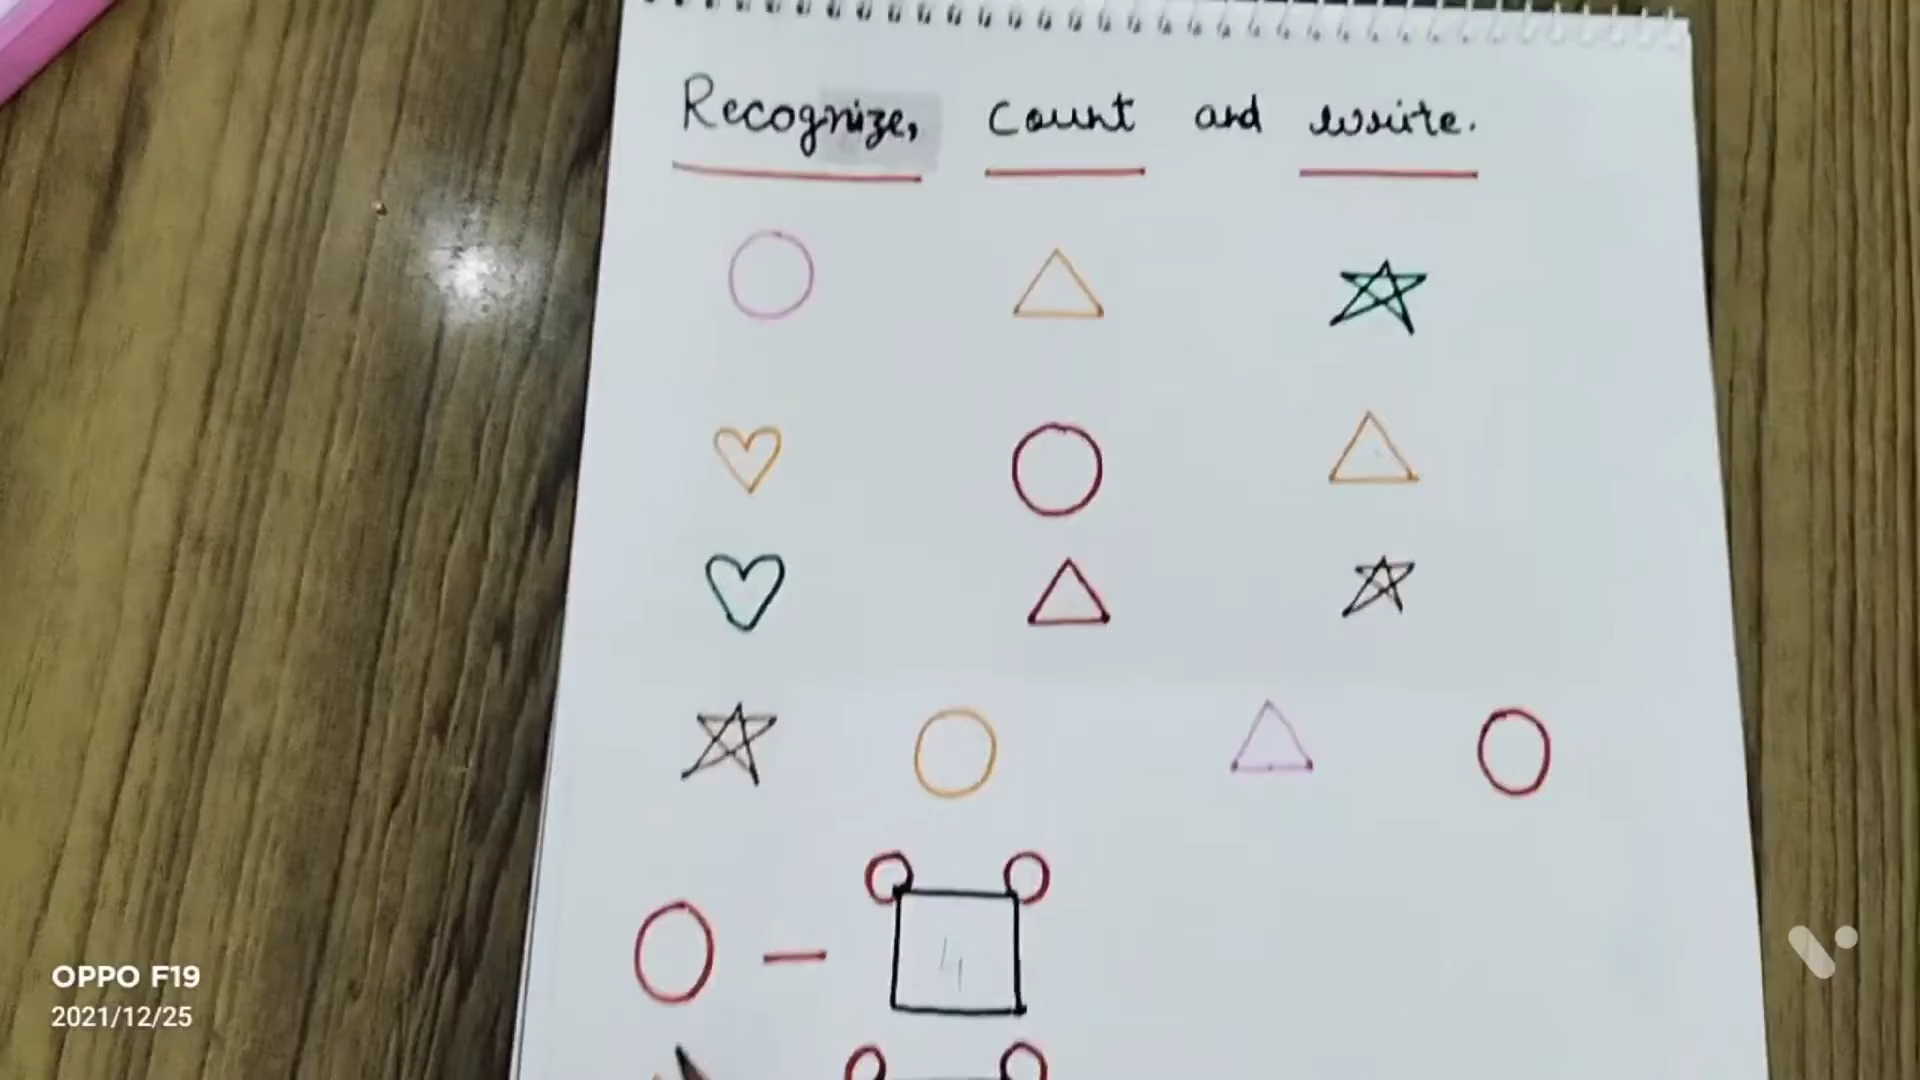 Recognize, count and write.
4
OPPO F19
2021/12/25